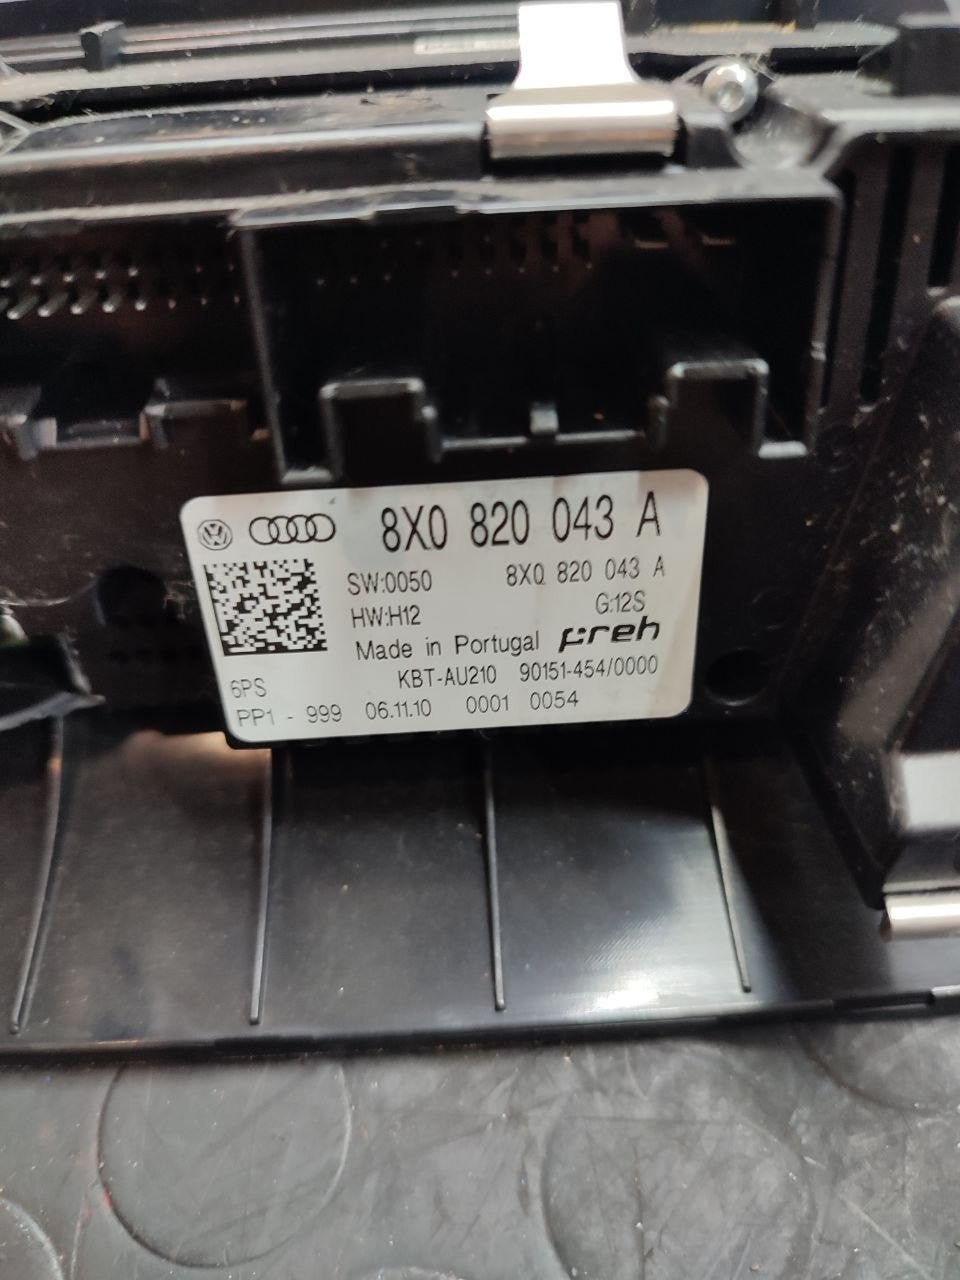 8X0 820 043 A
SW:0050 8XQ 820 043 A
HW:H12 G:12S
Made in Portugal preh
6PS KBT-AU210 90151-454/0000
PP1 - 999 06.11.10 0001 0054